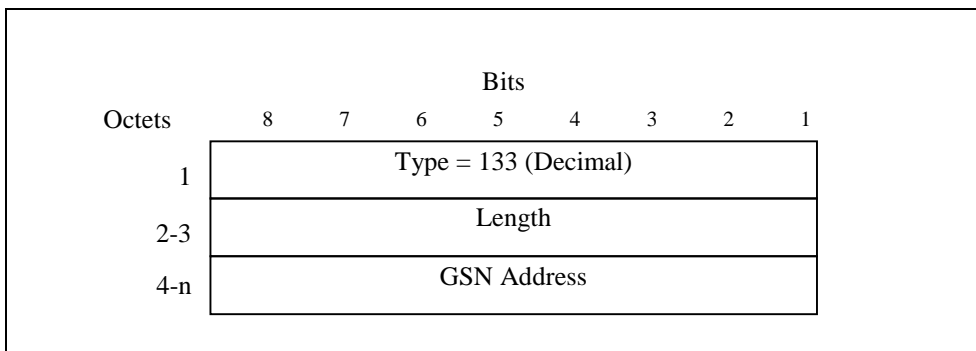 Bits
Octets 8 7 6 5 4 3 2 1
1 Type = 133 (Decimal)
2-3 Length
4-n GSN Address